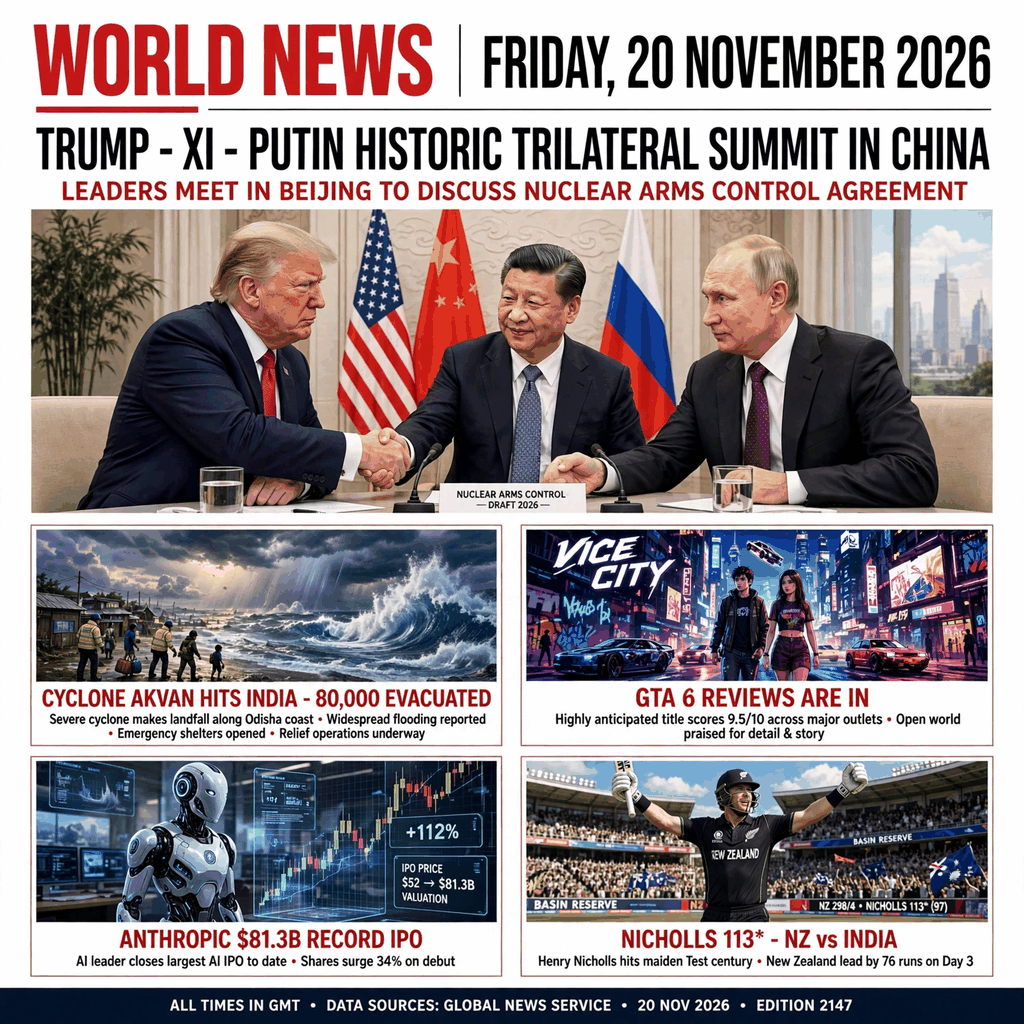 WORLD NEWS
FRIDAY, 20 NOVEMBER 2026
TRUMP - XI - PUTIN HISTORIC TRILATERAL SUMMIT IN CHINA
LEADERS MEET IN BEIJING TO DISCUSS NUCLEAR ARMS CONTROL AGREEMENT
NUCLEAR ARMS CONTROL
— DRAFT 2026 —
CYCLONE AKVAN HITS INDIA - 80,000 EVACUATED
Severe cyclone makes landfall along Odisha coast • Widespread flooding reported
• Emergency shelters opened • Relief operations underway
VICE
CITY
GTA 6 REVIEWS ARE IN
Highly anticipated title scores 9.5/10 across major outlets • Open world
praised for detail & story
+112%
IPO PRICE
$52 → $81.3B
VALUATION
ANTHROPIC $81.3B RECORD IPO
AI leader closes largest AI IPO to date • Shares surge 34% on debut
BASIN RESERVE
NEW ZEALAND
BASIN RESERVE
NZ
NZ 298/4 • NICHOLLS 113* (97)
NICHOLLS 113* - NZ vs INDIA
Henry Nicholls hits maiden Test century • New Zealand lead by 76 runs on Day 3
ALL TIMES IN GMT • DATA SOURCES: GLOBAL NEWS SERVICE • 20 NOV 2026 • EDITION 2147